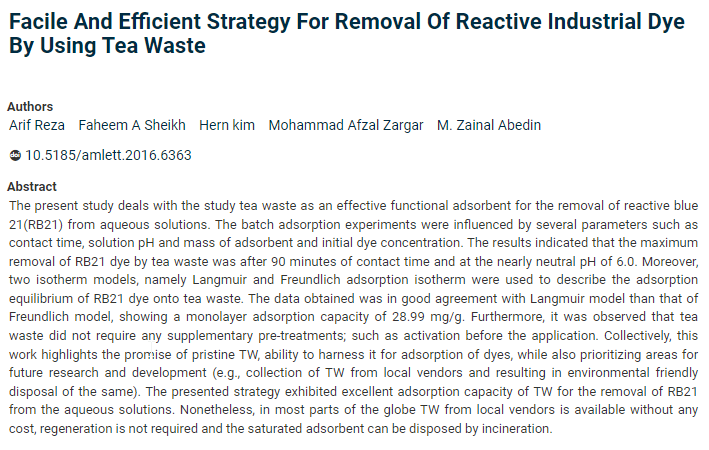 Facile And Efficient Strategy For Removal Of Reactive Industrial Dye
By Using Tea Waste
Authors
Arif Reza Faheem A Sheikh Hern kim Mohammad Afzal Zargar M. Zainal Abedin
doi 10.5185/amlett.2016.6363
Abstract
The present study deals with the study tea waste as an effective functional adsorbent for the removal of reactive blue
21(RB21) from aqueous solutions. The batch adsorption experiments were influenced by several parameters such as
contact time, solution pH and mass of adsorbent and initial dye concentration. The results indicated that the maximum
removal of RB21 dye by tea waste was after 90 minutes of contact time and at the nearly neutral pH of 6.0. Moreover,
two isotherm models, namely Langmuir and Freundlich adsorption isotherm were used to describe the adsorption
equilibrium of RB21 dye onto tea waste. The data obtained was in good agreement with Langmuir model than that of
Freundlich model, showing a monolayer adsorption capacity of 28.99 mg/g. Furthermore, it was observed that tea
waste did not require any supplementary pre-treatments; such as activation before the application. Collectively, this
work highlights the promise of pristine TW, ability to harness it for adsorption of dyes, while also prioritizing areas for
future research and development (e.g., collection of TW from local vendors and resulting in environmental friendly
disposal of the same). The presented strategy exhibited excellent adsorption capacity of TW for the removal of RB21
from the aqueous solutions. Nonetheless, in most parts of the globe TW from local vendors is available without any
cost, regeneration is not required and the saturated adsorbent can be disposed by incineration.